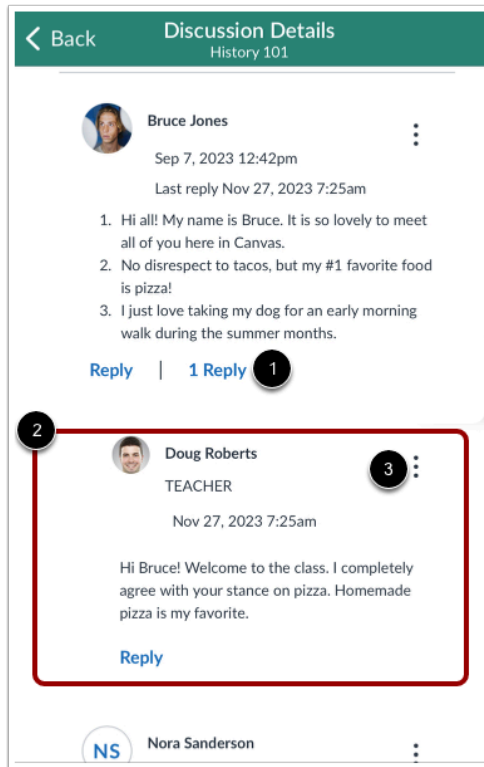 Back
Discussion Details
History 101
Bruce Jones
Sep 7, 2023 12:42pm
Last reply Nov 27, 2023 7:25am
1. Hi all! My name is Bruce. It is so lovely to meet
all of you here in Canvas.
2. No disrespect to tacos, but my #1 favorite food
is pizza!
3. I just love taking my dog for an early morning
walk during the summer months.
Reply | 1 Reply 1
2
Doug Roberts
3
TEACHER
Nov 27, 2023 7:25am
Hi Bruce! Welcome to the class. I completely
agree with your stance on pizza. Homemade
pizza is my favorite.
Reply
NS
Nora Sanderson